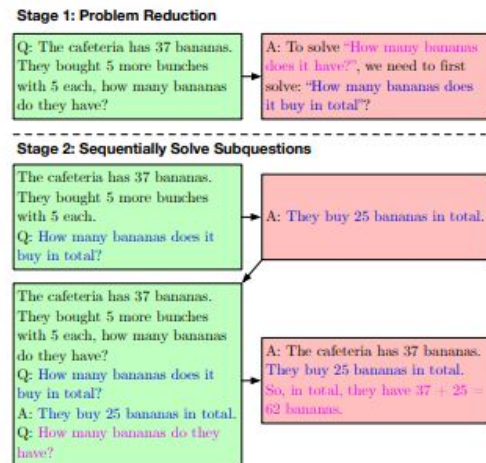 Stage 1: Problem Reduction
Q: The cafeteria has 37 bananas.
They bought 5 more bunches
with 5 each, how many bananas
do they have?
A: To solve “How many bananas
does it have?”, we need to first
solve: “How many bananas does
it buy in total”?
Stage 2: Sequentially Solve Subquestions
The cafeteria has 37 bananas.
They bought 5 more bunches
with 5 each.
Q: How many bananas does it
buy in total?
A: They buy 25 bananas in total.
The cafeteria has 37 bananas.
They bought 5 more bunches
with 5 each, how many bananas
do they have?
Q: How many bananas does it
buy in total?
A: They buy 25 bananas in total.
Q: How many bananas do they
have?
A: The cafeteria has 37 bananas.
They buy 25 bananas in total.
So, in total, they have 37 + 25 =
62 bananas.